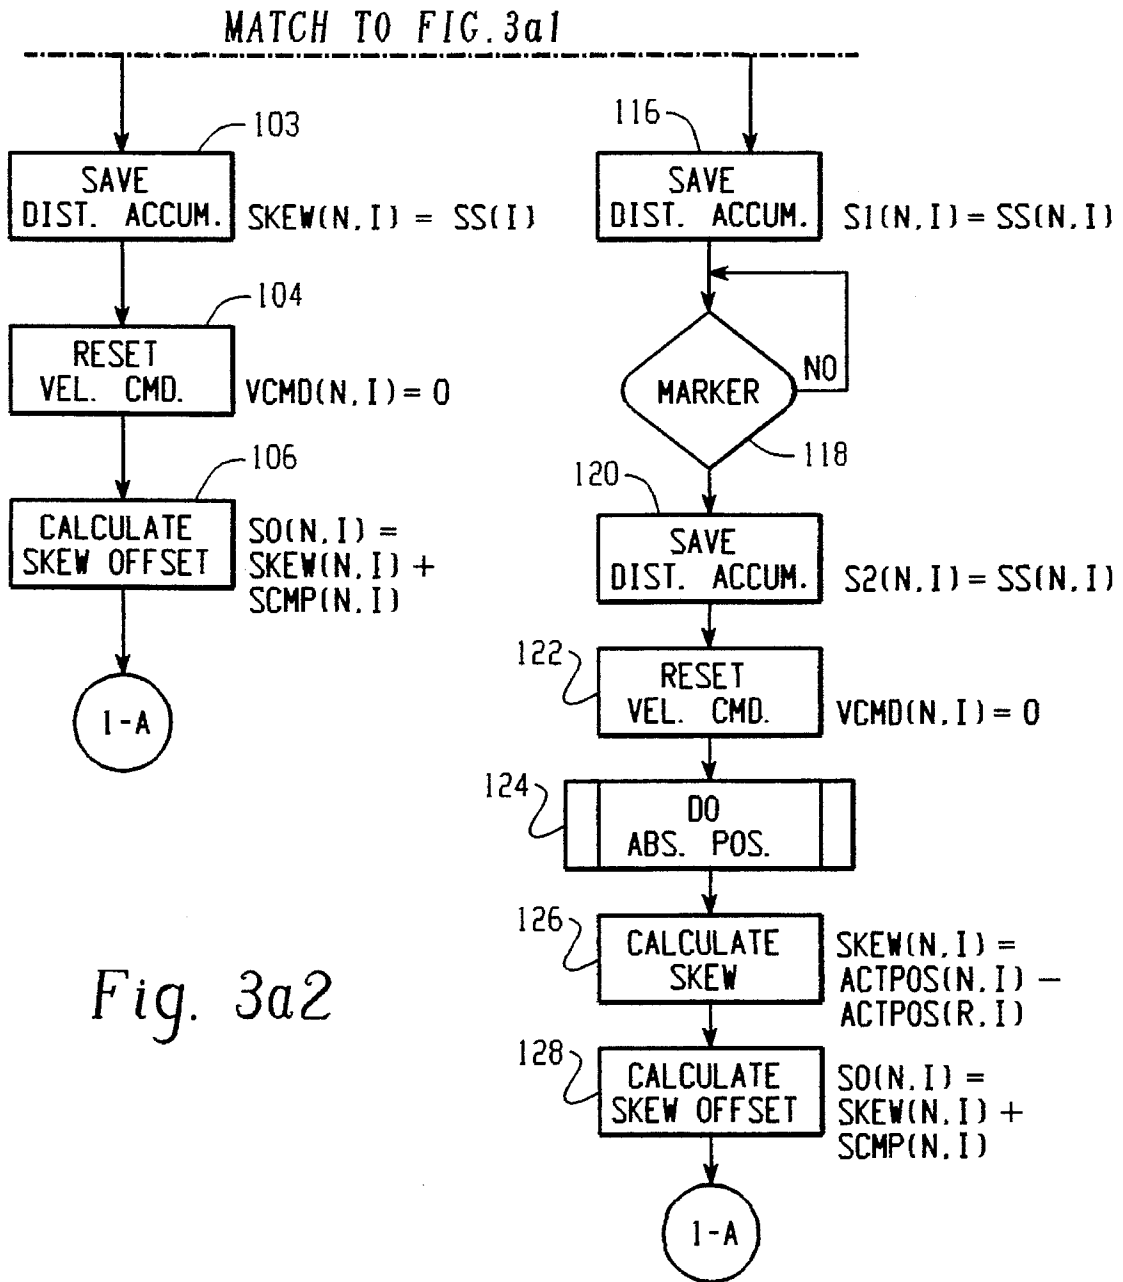 MATCH TO FIG. 3a1
103
SAVE
DIST. ACCUM.
SKEW(N,I) = SS(I)
104
RESET
VEL. CMD.
VCMD(N,I) = 0
106
CALCULATE
SKEW OFFSET
SO(N,I) =
SKEW(N,I) +
SCMP(N,I)
1-A
116
SAVE
DIST. ACCUM.
S1(N,I) = SS(N,I)
MARKER
NO
118
120
SAVE
DIST. ACCUM.
S2(N,I) = SS(N,I)
122
RESET
VEL. CMD.
VCMD(N,I) = 0
124
DO
ABS. POS.
126
CALCULATE
SKEW
SKEW(N,I) =
ACTPOS(N,I) –
ACTPOS(R,I)
128
CALCULATE
SKEW OFFSET
SO(N,I) =
SKEW(N,I) +
SCMP(N,I)
1-A
Fig. 3a2